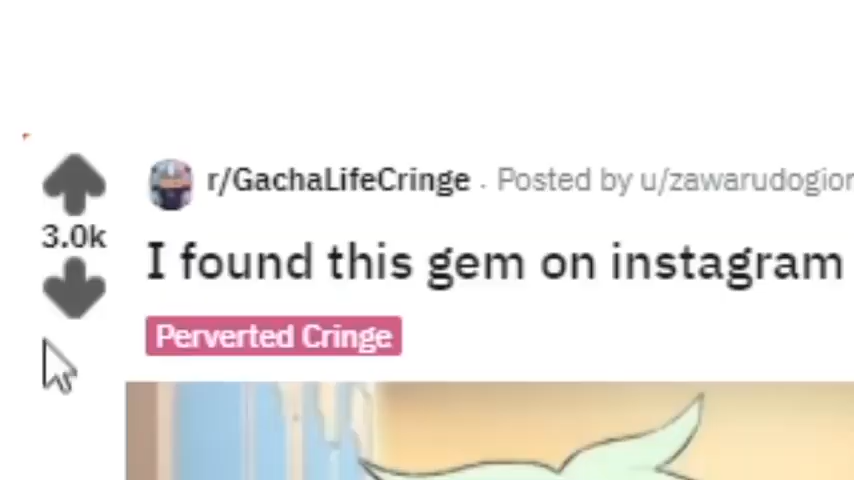 r/GachaLifeCringe · Posted by u/zawarudogior
3.0k
I found this gem on instagram
Perverted Cringe